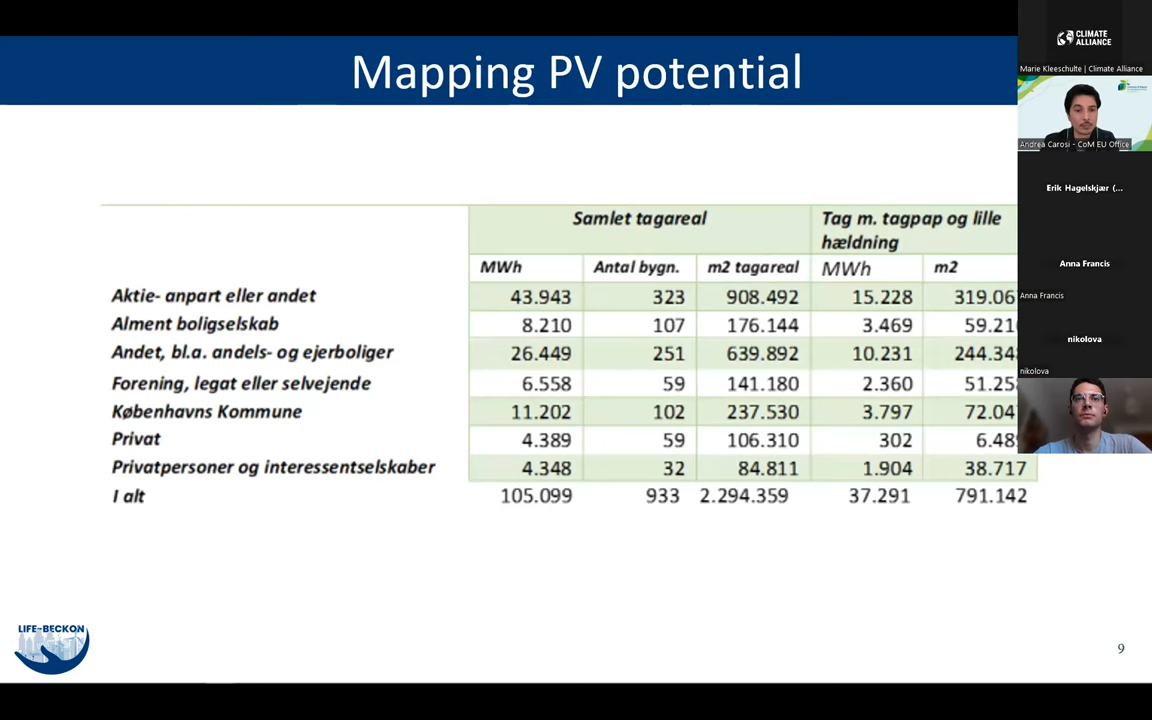 Mapping PV potential
CLIMATE
ALLIANCE
Marie Kleeschulte | Climate Alliance
Andrea Carosi - CoM EU Office
Erik Hagelskjær (...
Anna Francis
Anna Francis
nikolova
nikolova
Samlet tagareal Tag m. tagpap og lille
hældning
MWh Antal bygn. m2 tagareal MWh m2
Aktie- anpart eller andet 43.943 323 908.492 15.228 319.06
Alment boligselskab 8.210 107 176.144 3.469 59.21
Andet, bl.a. andels- og ejerboliger 26.449 251 639.892 10.231 244.34
Forening, legat eller selvejende 6.558 59 141.180 2.360 51.25
Københavns Kommune 11.202 102 237.530 3.797 72.04
Privat 4.389 59 106.310 302 6.48
Privatpersoner og interessentselskaber 4.348 32 84.811 1.904 38.717
I alt 105.099 933 2.294.359 37.291 791.142
LIFE-BECKON
9